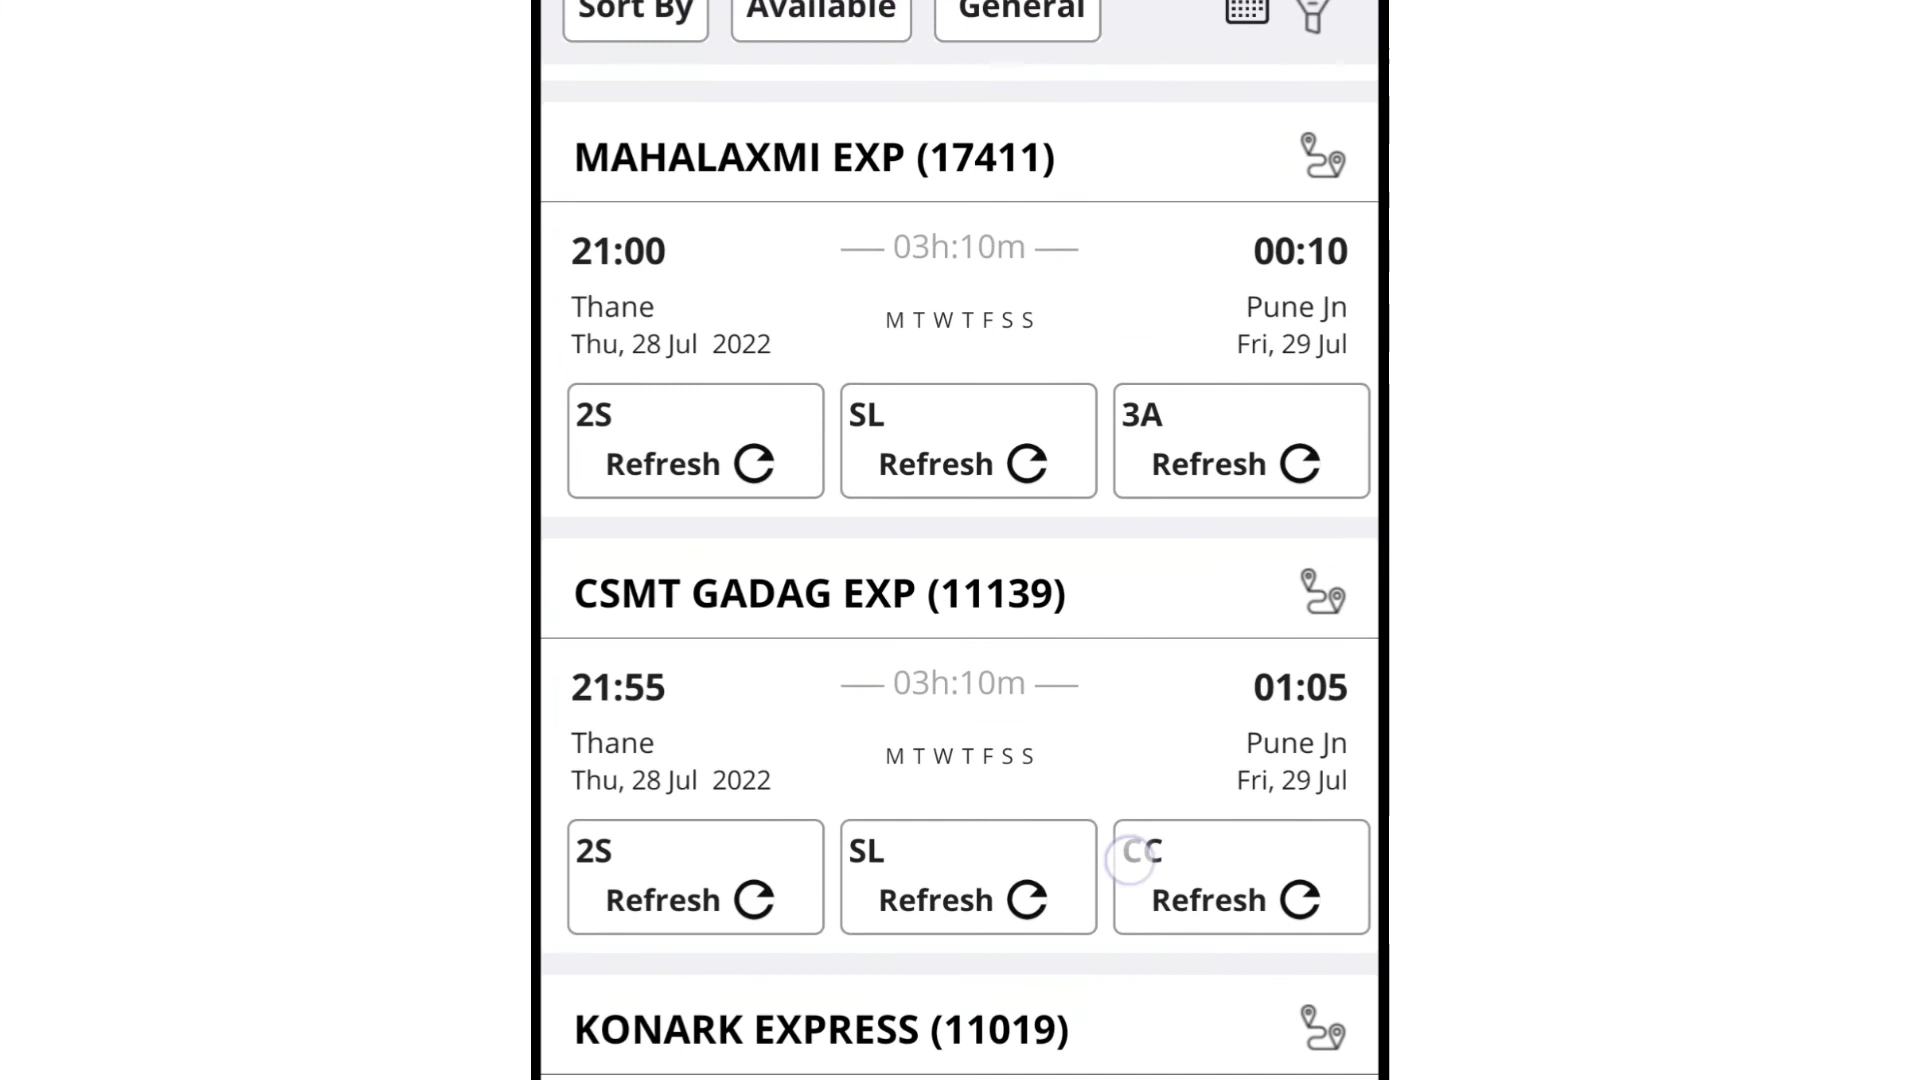 Sort By Available General
MAHALAXMI EXP (17411)
21:00 03h:10m 00:10
Thane Pune Jn
M T W T F S S
Thu, 28 Jul 2022 Fri, 29 Jul
2S SL 3A
Refresh Refresh Refresh
CSMT GADAG EXP (11139)
21:55 03h:10m 01:05
Thane Pune Jn
M T W T F S S
Thu, 28 Jul 2022 Fri, 29 Jul
2S SL CC
Refresh Refresh Refresh
KONARK EXPRESS (11019)